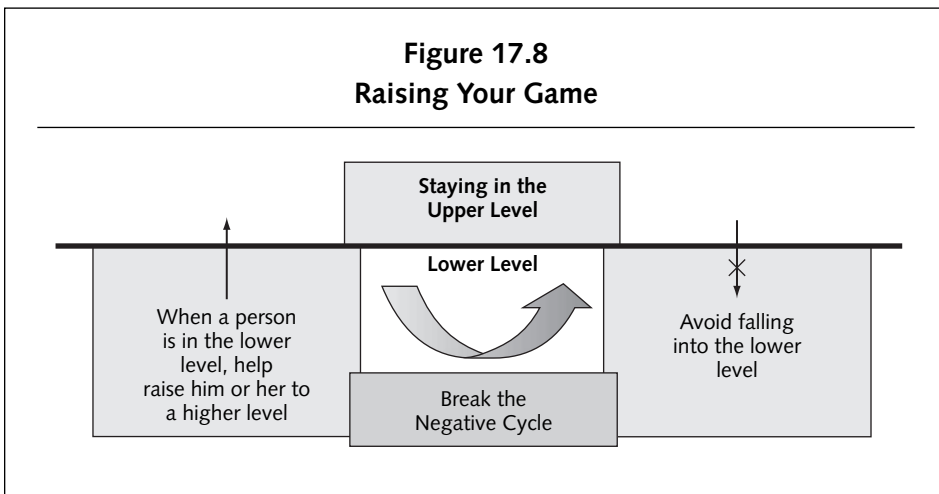 Figure 17.8
Raising Your Game
Staying in the
Upper Level
Lower Level
When a person
is in the lower
level, help
raise him or her to
a higher level
Break the
Negative Cycle
Avoid falling
into the lower
level